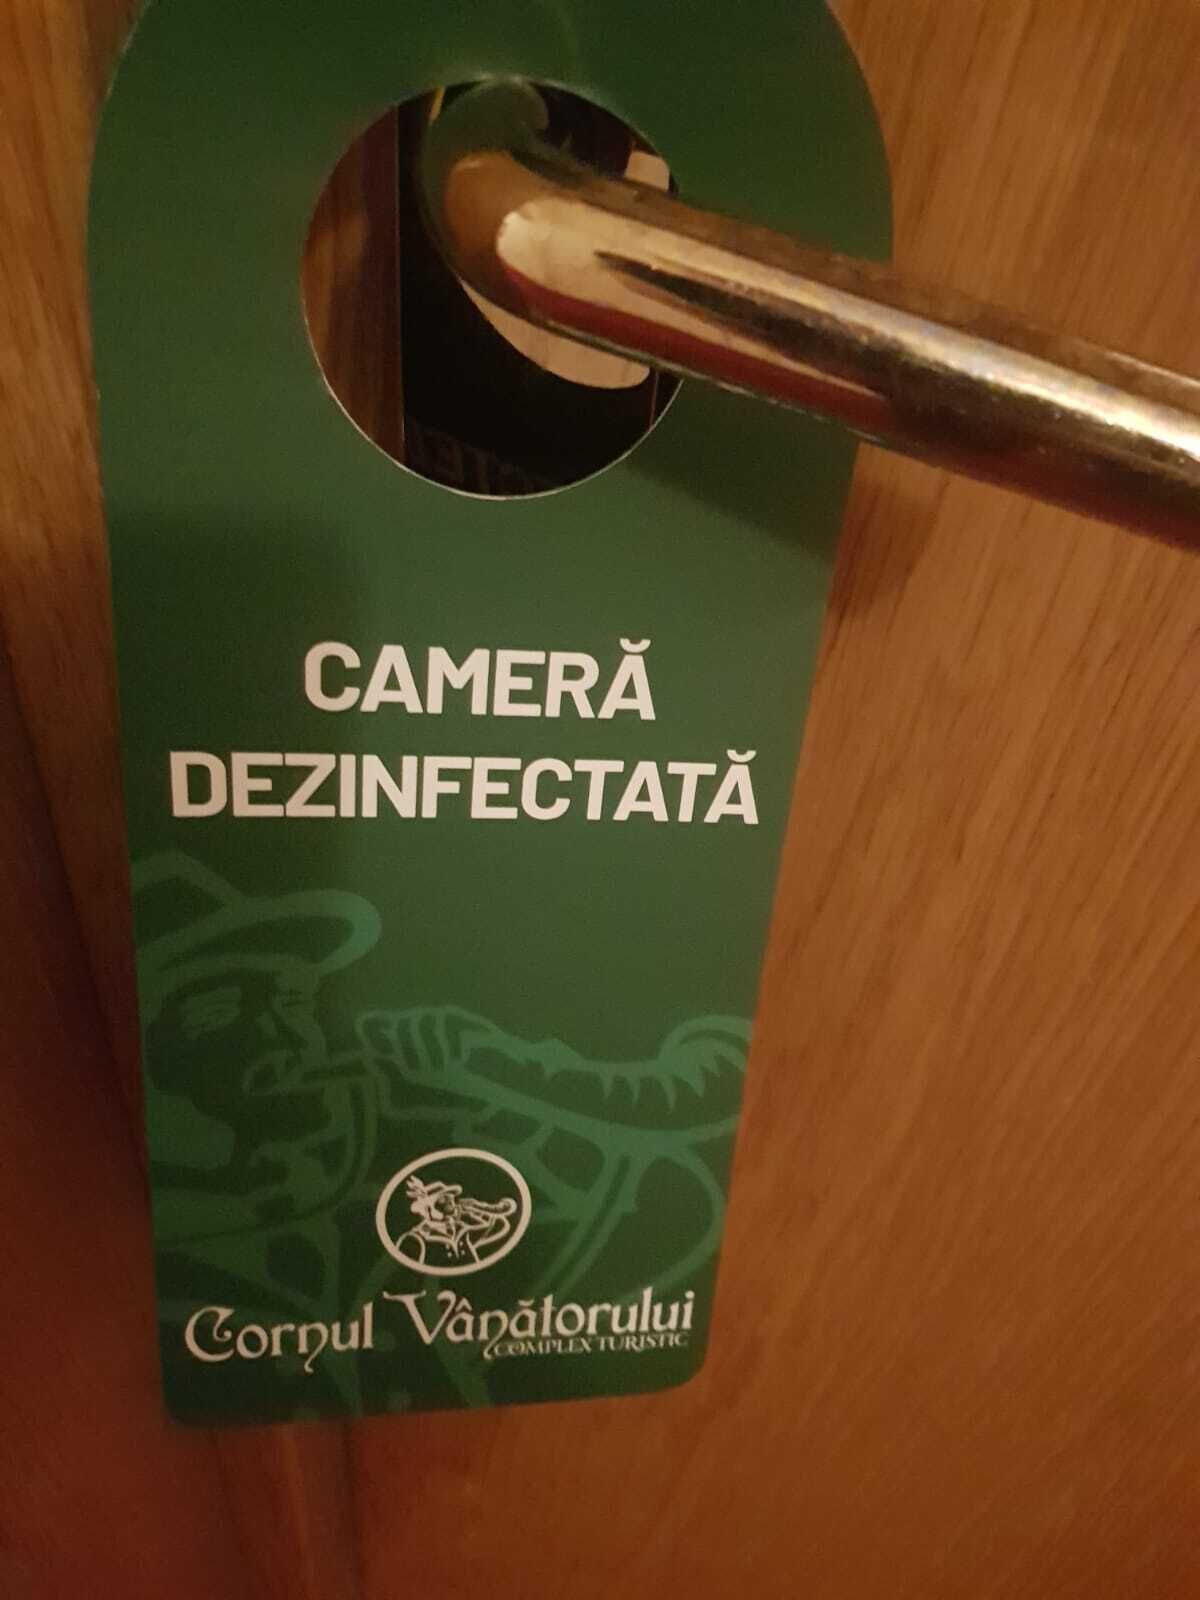 CAMERĂ
DEZINFECTATĂ
Cornul Vânătorului
COMPLEX TURISTIC